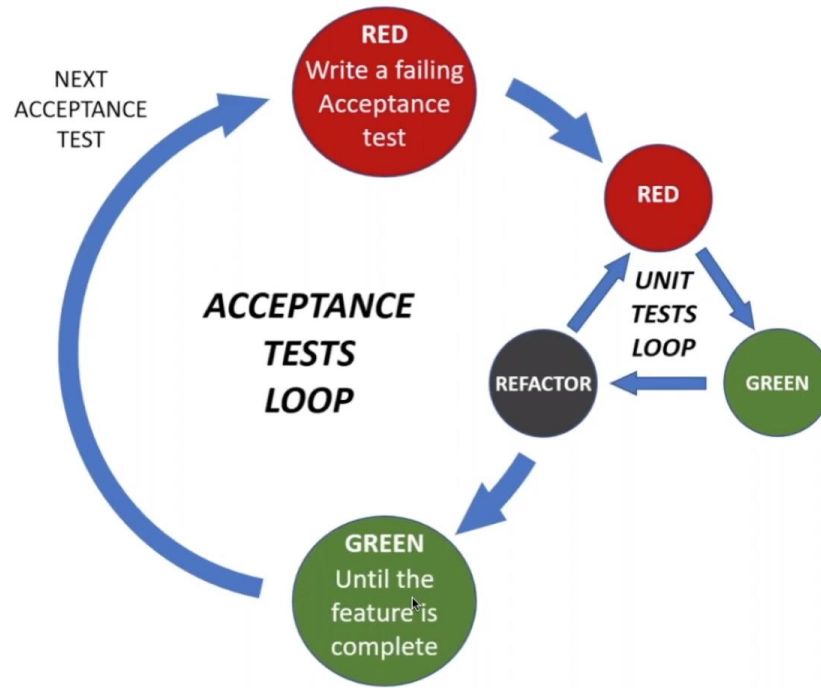 NEXT
ACCEPTANCE
TEST
RED
Write a failing
Acceptance
test
RED
UNIT
TESTS
LOOP
ACCEPTANCE
TESTS
LOOP
REFACTOR
GREEN
GREEN
Until the
feature is
complete